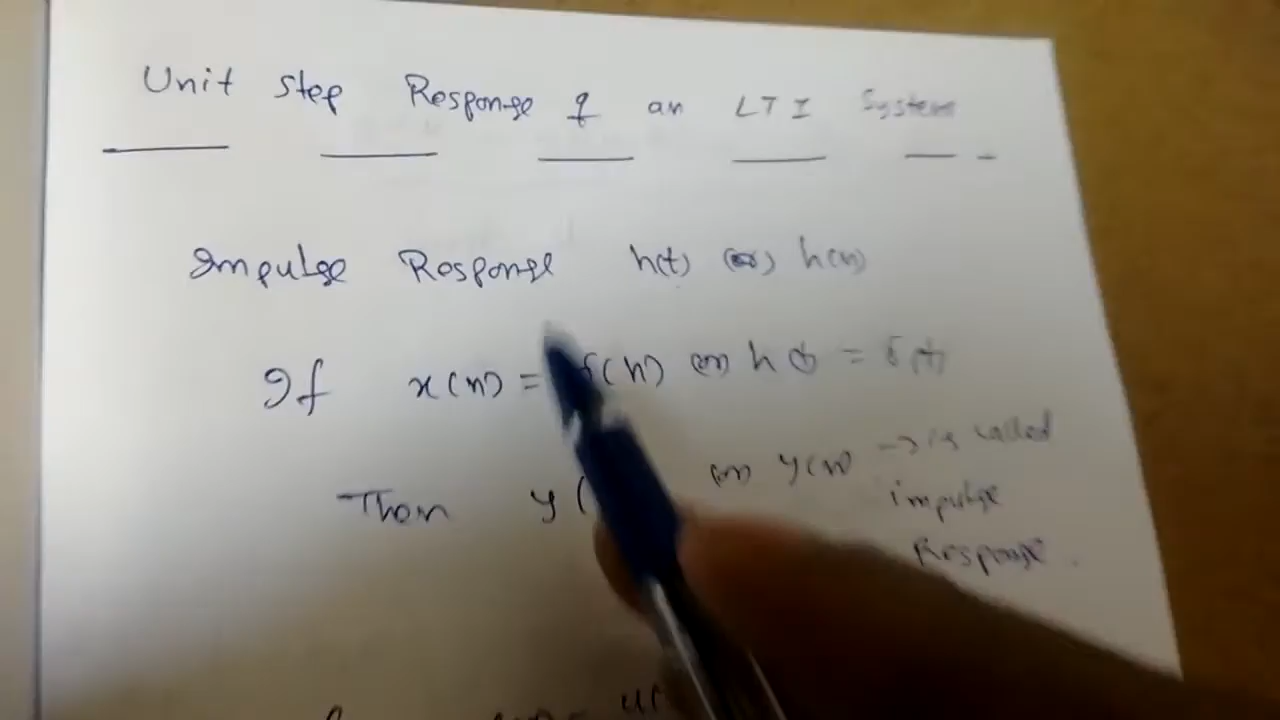 Unit Step Response of an LTI System
Impulse Response h(t) (or) h(n)
If x(n) = δ(n) (or) h(t) = δ(t)
Then y( (or) y(n) → is called
impulse
Response.